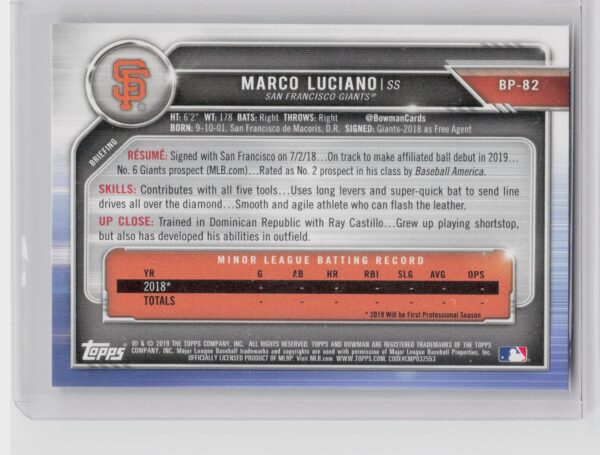 SF
MARCO LUCIANO | SS
SAN FRANCISCO GIANTS®
BP-82
HT: 6'2" WT: 178 BATS: Right THROWS: Right @BowmanCards
BORN: 9-10-01, San Francisco de Macoris, D.R. SIGNED: Giants-2018 as Free Agent
BRIEFING
RÉSUMÉ: Signed with San Francisco on 7/2/18...On track to make affiliated ball debut in 2019...
No. 6 Giants prospect (MLB.com)...Rated as No. 2 prospect in his class by Baseball America.
SKILLS: Contributes with all five tools...Uses long levers and super-quick bat to send line
drives all over the diamond...Smooth and agile athlete who can flash the leather.
UP CLOSE: Trained in Dominican Republic with Ray Castillo...Grew up playing shortstop,
but also has developed his abilities in outfield.
MINOR LEAGUE BATTING RECORD
YR G AB HR RBI SLG AVG OPS
2018* - - - - - - -
TOTALS - - - - - - -
* 2019 Will be First Professional Season
topps
® & © 2019 THE TOPPS COMPANY, INC. ALL RIGHTS RESERVED. TOPPS AND BOWMAN ARE REGISTERED TRADEMARKS OF THE TOPPS
COMPANY, INC. Major League Baseball trademarks and copyrights are used with permission of Major League Baseball Properties, Inc.
OFFICIALLY LICENSED PRODUCT OF MLBP. Visit MLB.com WWW.TOPPS.COM. CODE#CMP032553